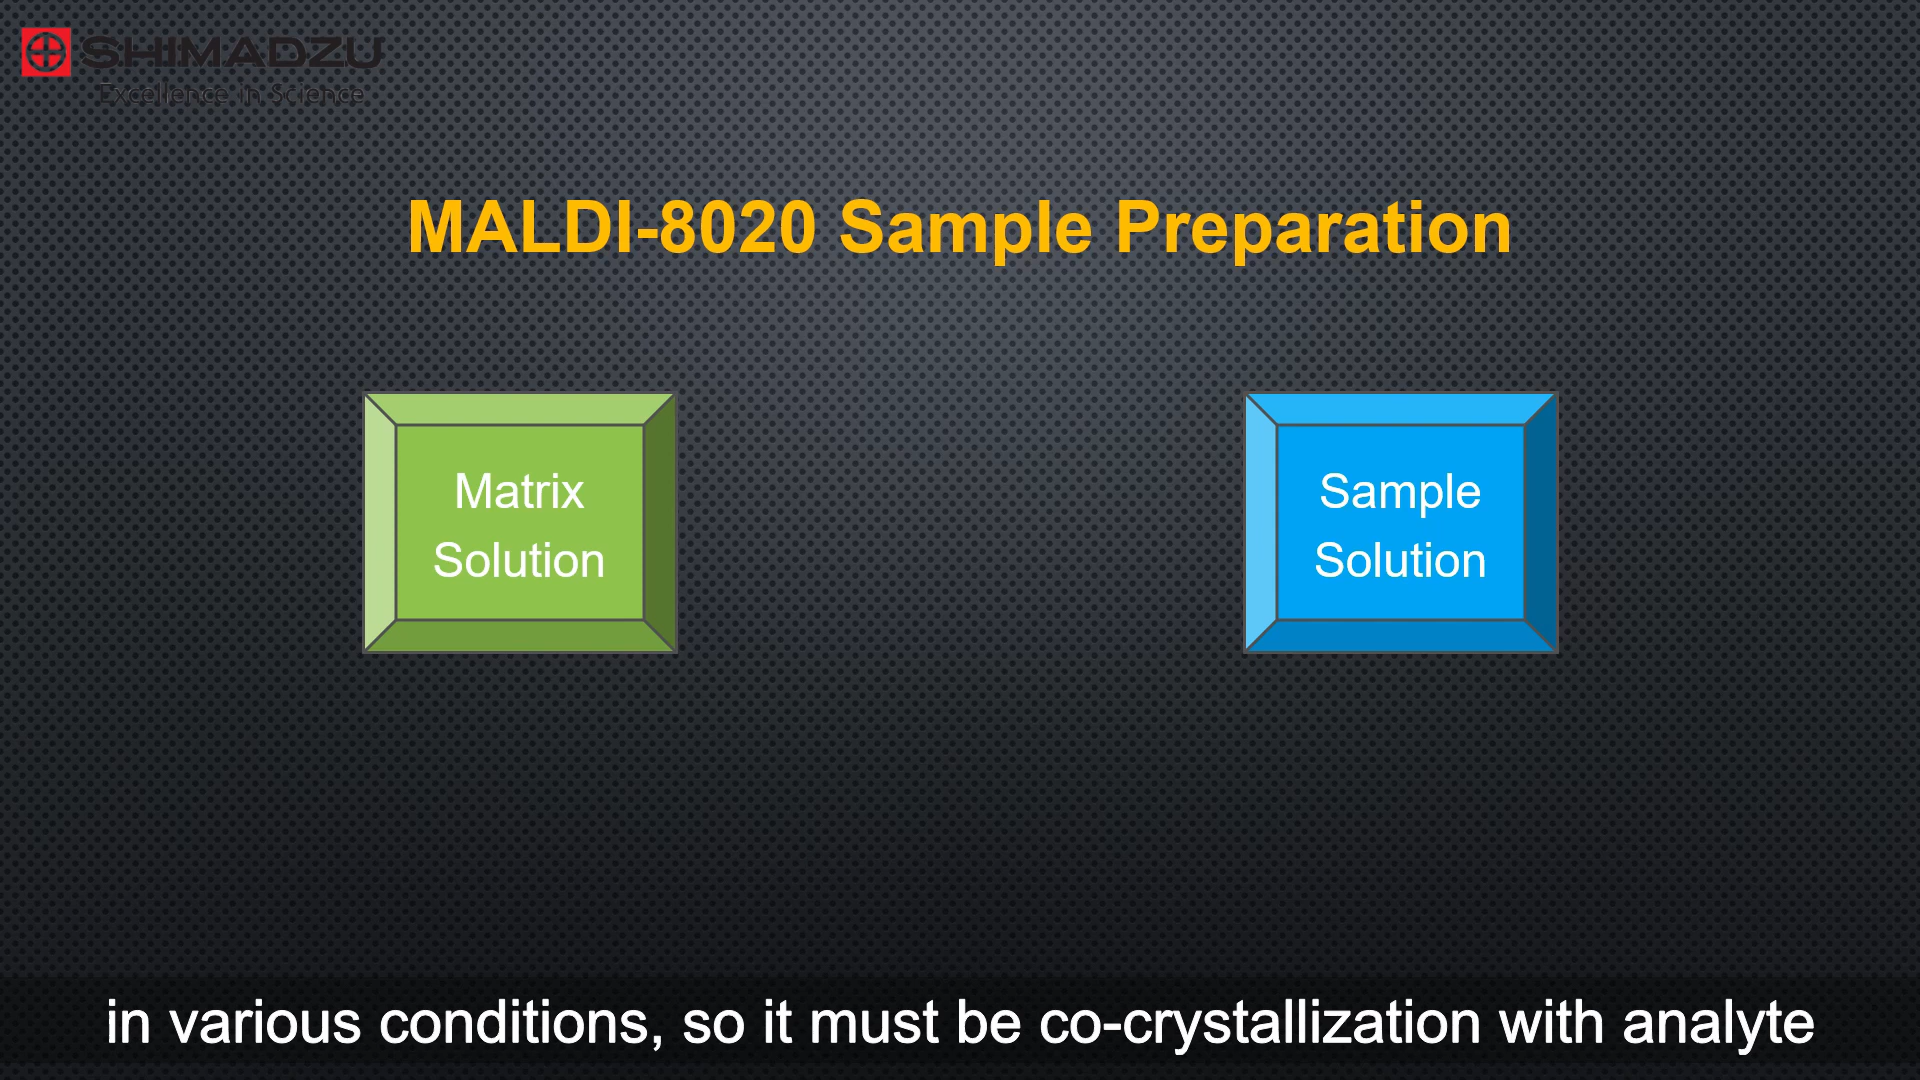 SHIMADZU
Excellence in Science
MALDI-8020 Sample Preparation
Matrix
Solution
Sample
Solution
in various conditions, so it must be co-crystallization with analyte